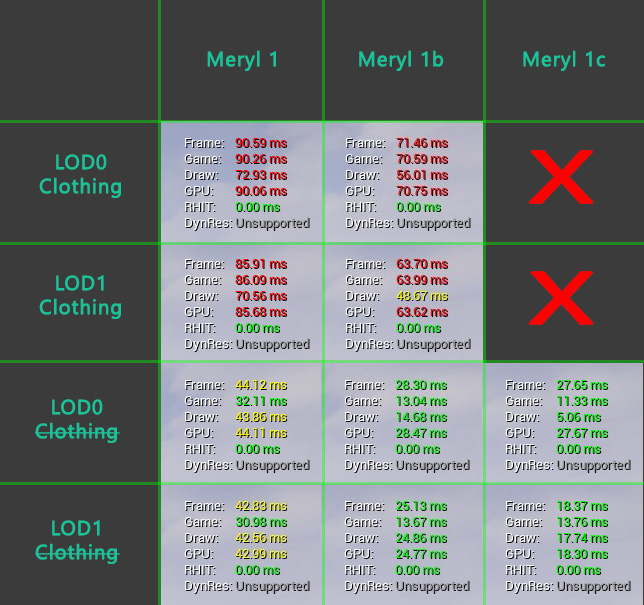 Meryl 1 Meryl 1b Meryl 1c
LOD0
Clothing
Frame: 90.59 ms
Game: 90.26 ms
Draw: 72.93 ms
GPU: 90.06 ms
RHIT: 0.00 ms
DynRes: Unsupported
Frame: 71.46 ms
Game: 70.59 ms
Draw: 56.01 ms
GPU: 70.75 ms
RHIT: 0.00 ms
DynRes: Unsupported
LOD1
Clothing
Frame: 85.91 ms
Game: 86.09 ms
Draw: 70.56 ms
GPU: 85.68 ms
RHIT: 0.00 ms
DynRes: Unsupported
Frame: 63.70 ms
Game: 63.99 ms
Draw: 48.67 ms
GPU: 63.62 ms
RHIT: 0.00 ms
DynRes: Unsupported
LOD0
Clothing
Frame: 44.12 ms
Game: 32.11 ms
Draw: 43.86 ms
GPU: 44.11 ms
RHIT: 0.00 ms
DynRes: Unsupported
Frame: 28.30 ms
Game: 13.04 ms
Draw: 14.68 ms
GPU: 28.47 ms
RHIT: 0.00 ms
DynRes: Unsupported
Frame: 27.65 ms
Game: 11.33 ms
Draw: 5.06 ms
GPU: 27.67 ms
RHIT: 0.00 ms
DynRes: Unsupported
LOD1
Clothing
Frame: 42.83 ms
Game: 30.98 ms
Draw: 42.56 ms
GPU: 42.99 ms
RHIT: 0.00 ms
DynRes: Unsupported
Frame: 25.13 ms
Game: 13.67 ms
Draw: 24.86 ms
GPU: 24.77 ms
RHIT: 0.00 ms
DynRes: Unsupported
Frame: 18.37 ms
Game: 13.76 ms
Draw: 17.74 ms
GPU: 18.30 ms
RHIT: 0.00 ms
DynRes: Unsupported